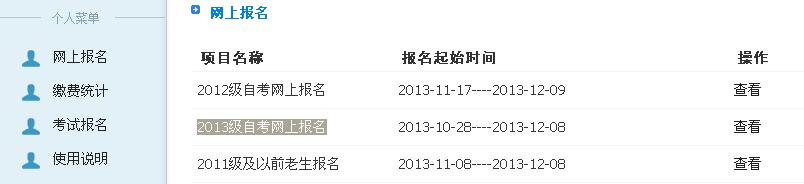 个人菜单
网上报名
缴费统计
考试报名
使用说明
网上报名
项目名称 报名起始时间 操作
2012级自考网上报名 2013-11-17----2013-12-09 查看
2013级自考网上报名 2013-10-28----2013-12-08 查看
2011级及以前老生报名 2013-11-08----2013-12-08 查看